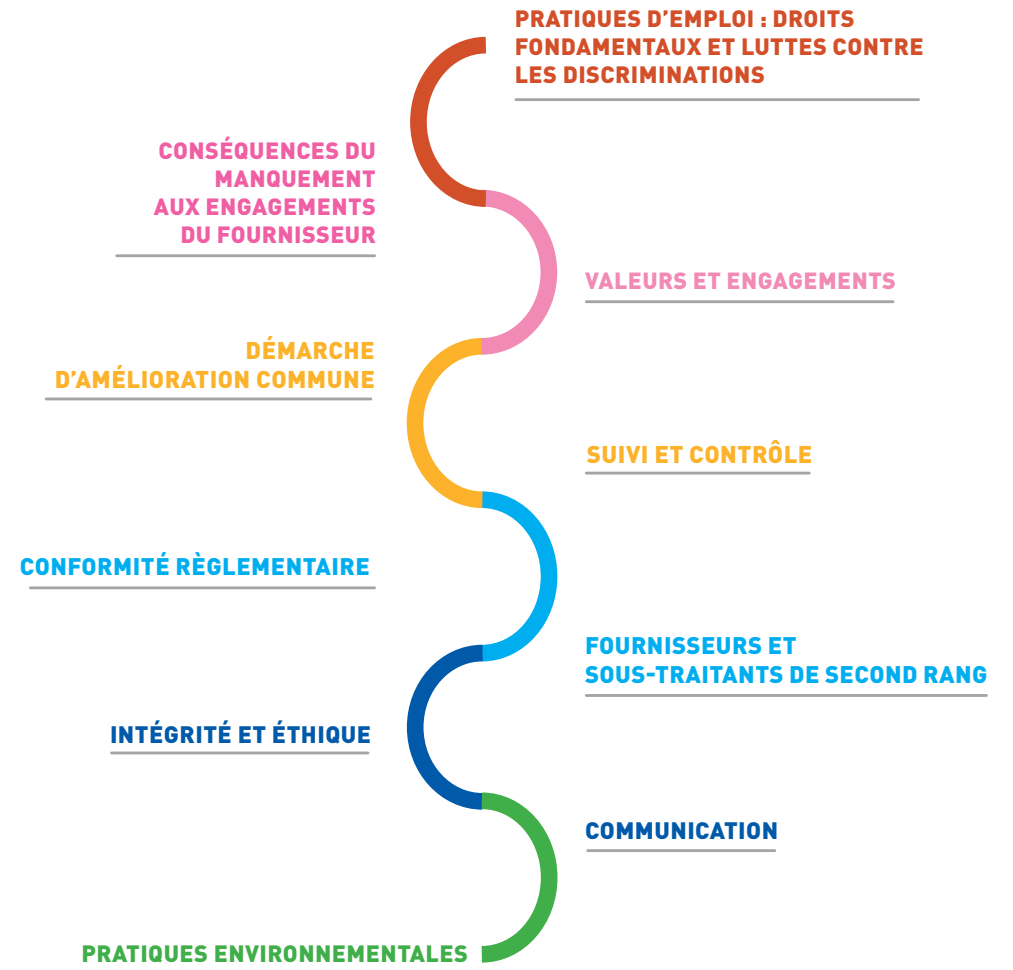 PRATIQUES D’EMPLOI : DROITS
FONDAMENTAUX ET LUTTES CONTRE
LES DISCRIMINATIONS
CONSÉQUENCES DU
MANQUEMENT
AUX ENGAGEMENTS
DU FOURNISSEUR
VALEURS ET ENGAGEMENTS
DÉMARCHE
D’AMÉLIORATION COMMUNE
SUIVI ET CONTRÔLE
CONFORMITÉ RÈGLEMENTAIRE
FOURNISSEURS ET
SOUS-TRAITANTS DE SECOND RANG
INTÉGRITÉ ET ÉTHIQUE
COMMUNICATION
PRATIQUES ENVIRONNEMENTALES